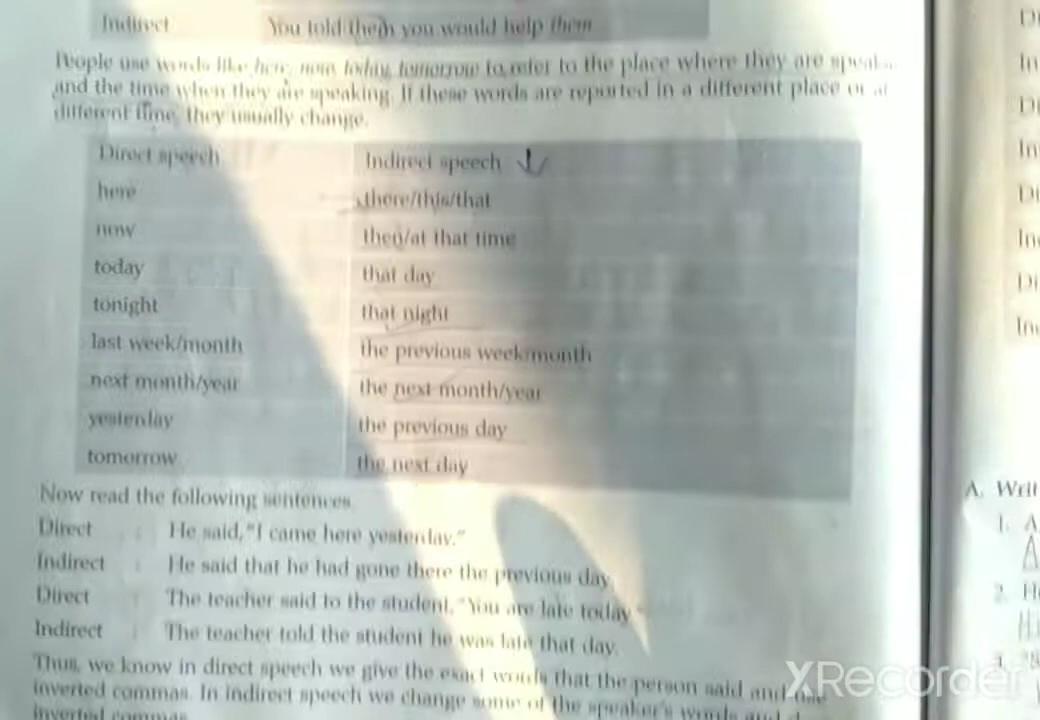 Indirect You told them you would help them
People use words like here, now, today, tomorrow to refer to the place where they are
and the time when they are speaking. If these words are reported in a different place or at
different time, they usually change.
Direct speech Indirect speech
here there/this/that
now then/at that time
today that day
tonight that night
last week/month the previous week/month
next month/year the next month/year
yesterday the previous day
tomorrow the next day
Now read the following sentences.
Direct : He said, "I came here yesterday."
Indirect : He said that he had gone there the previous day.
Direct : The teacher said to the student, "You are late today."
Indirect : The teacher told the student he was late that day.
Thus, we know in direct speech we give the exact words that the person said and use
inverted commas. In indirect speech we change some of the speaker's words and
inverted commas
A. Writ
1. A
2. H
3.
XRecorder